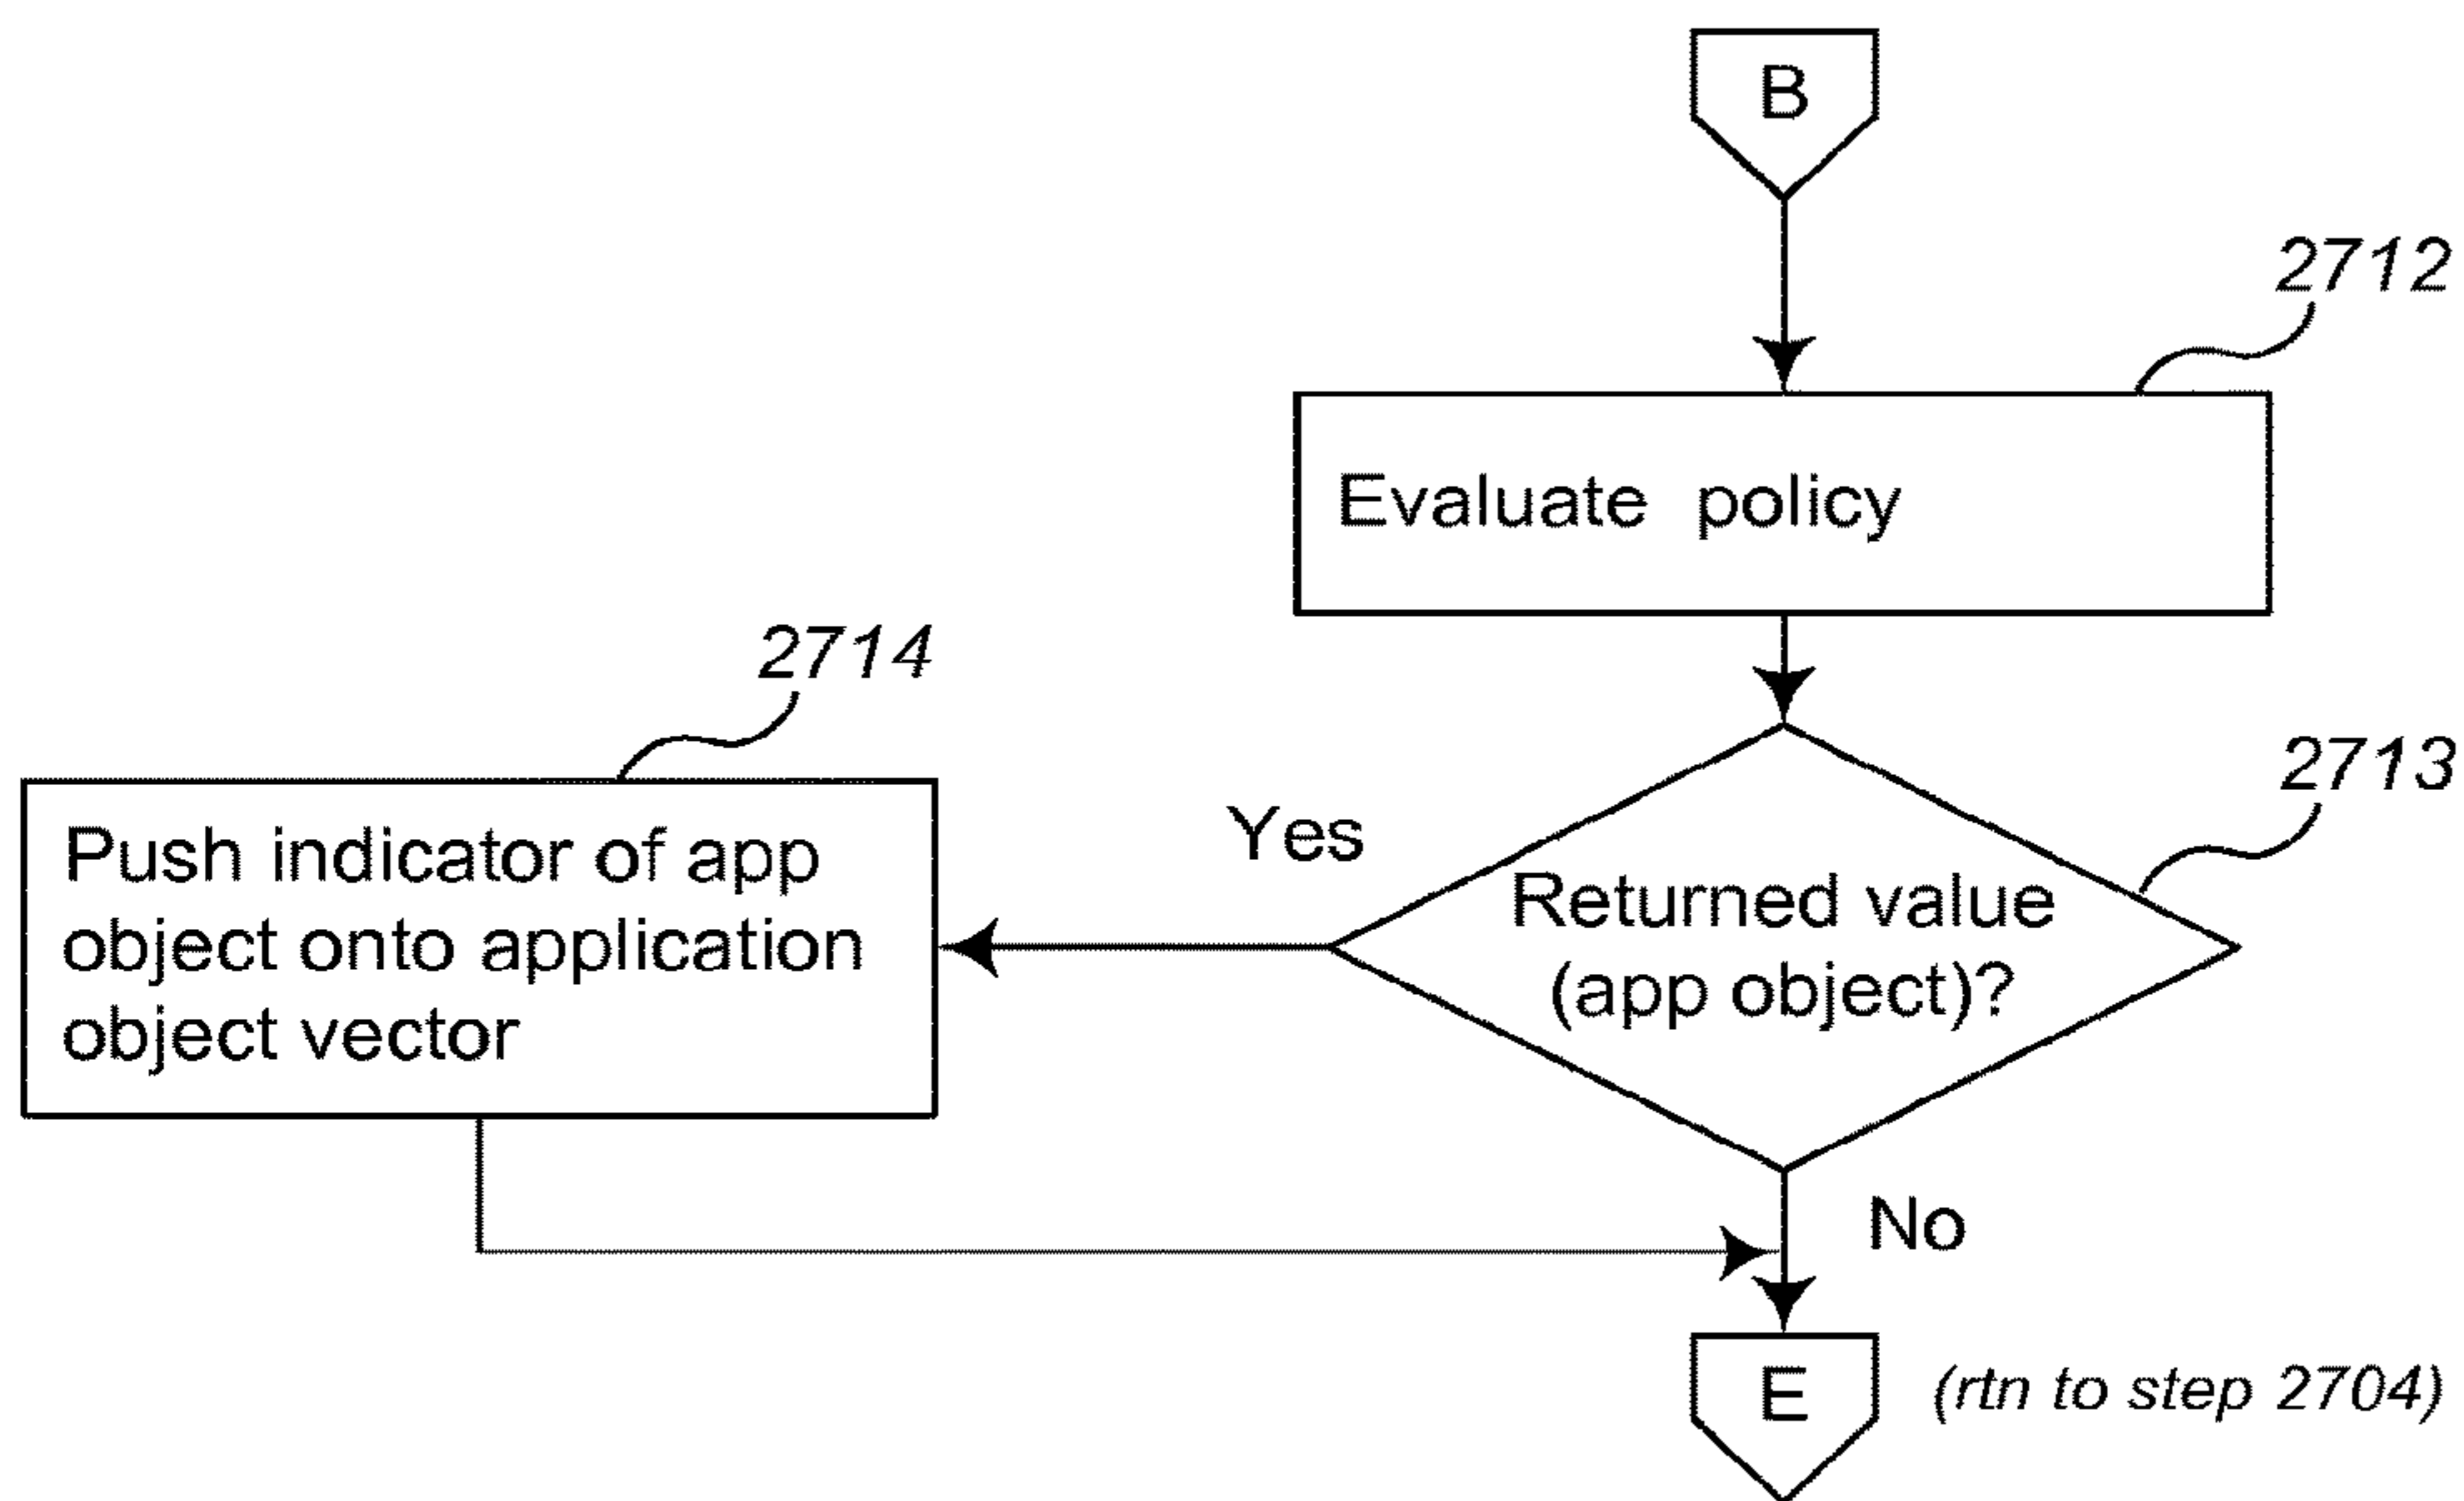 B
2712
Evaluate policy
2714
2713
Yes
Push indicator of app
object onto application
object vector
Returned value
(app object)?
No
E
(rtn to step 2704)